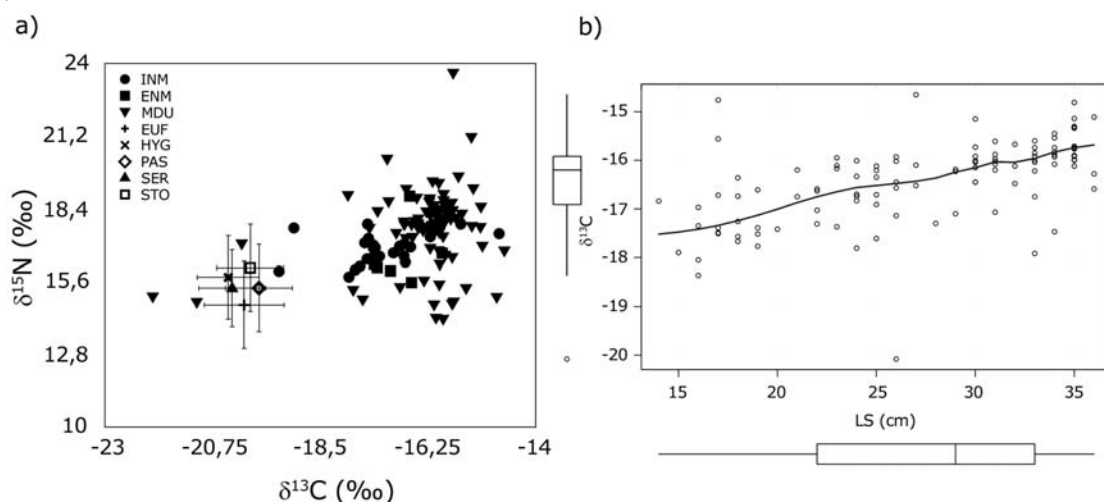 a)
24
21,2
18,4
15,6
12,8
10
δ¹⁵N (‰)
INM
ENM
MDU
EUF
HYG
PAS
SER
STO
-23
-20,75
-18,5
-16,25
-14
δ¹³C (‰)
b)
-15
-16
-17
-18
-19
-20
δ¹³C
15
20
25
30
35
LS (cm)